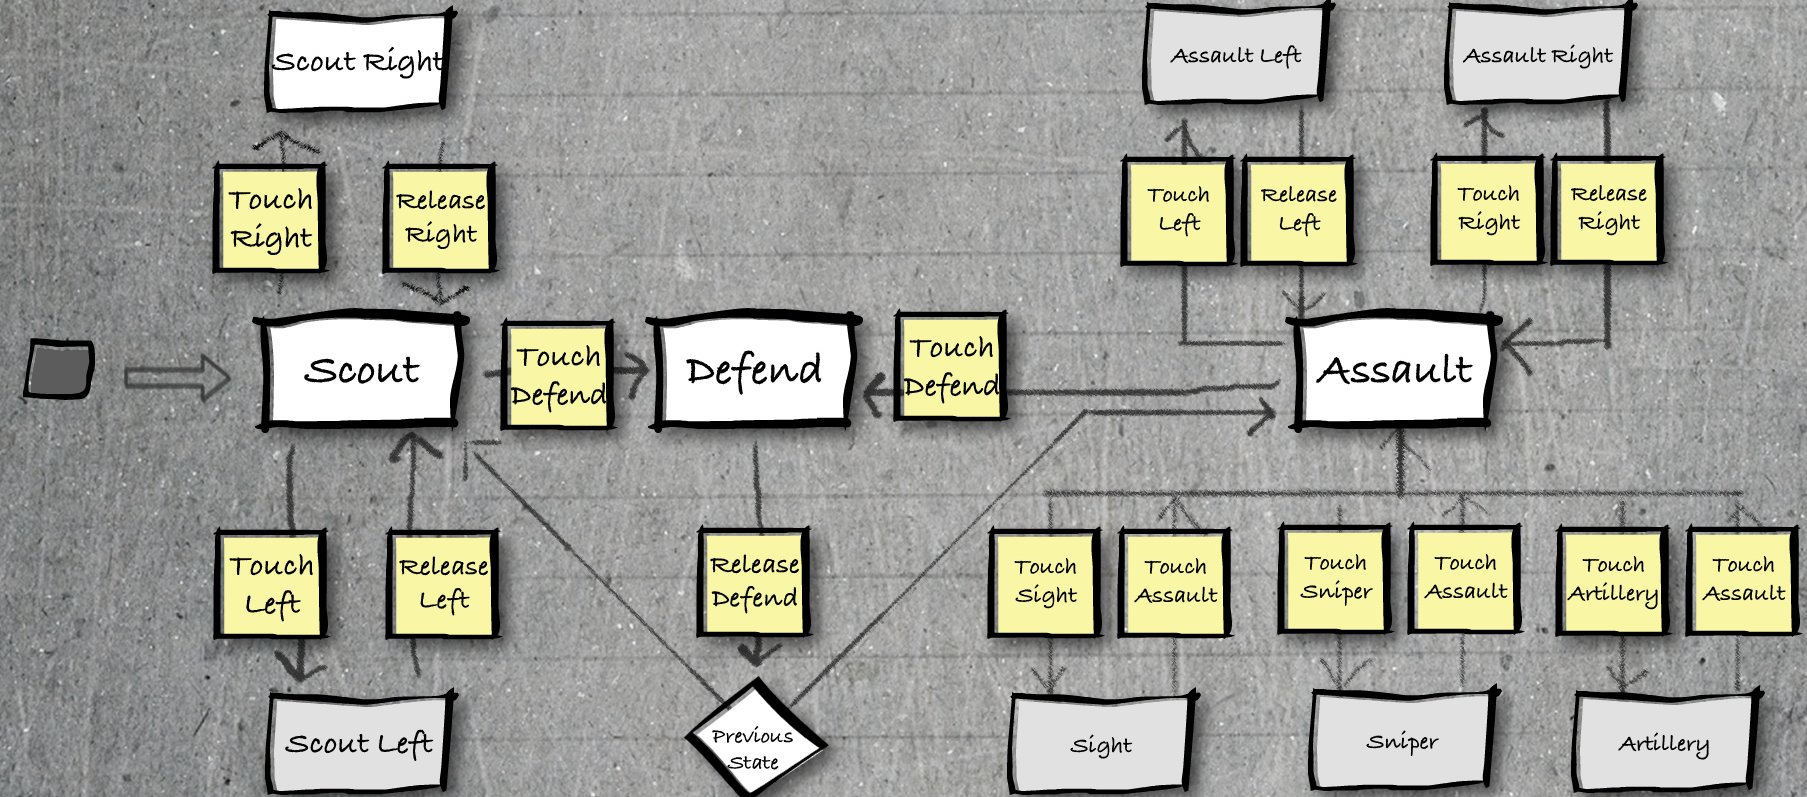 Scout Right
Assault Left
Assault Right
Touch
Right
Release
Right
Touch
Left
Release
Left
Touch
Right
Release
Right
Scout
Touch
Defend
Defend
Touch
Defend
Assault
Touch
Left
Release
Left
Release
Defend
Touch
Sight
Touch
Assault
Touch
Sniper
Touch
Assault
Touch
Artillery
Touch
Assault
Scout Left
Previous
State
Sight
Sniper
Artillery